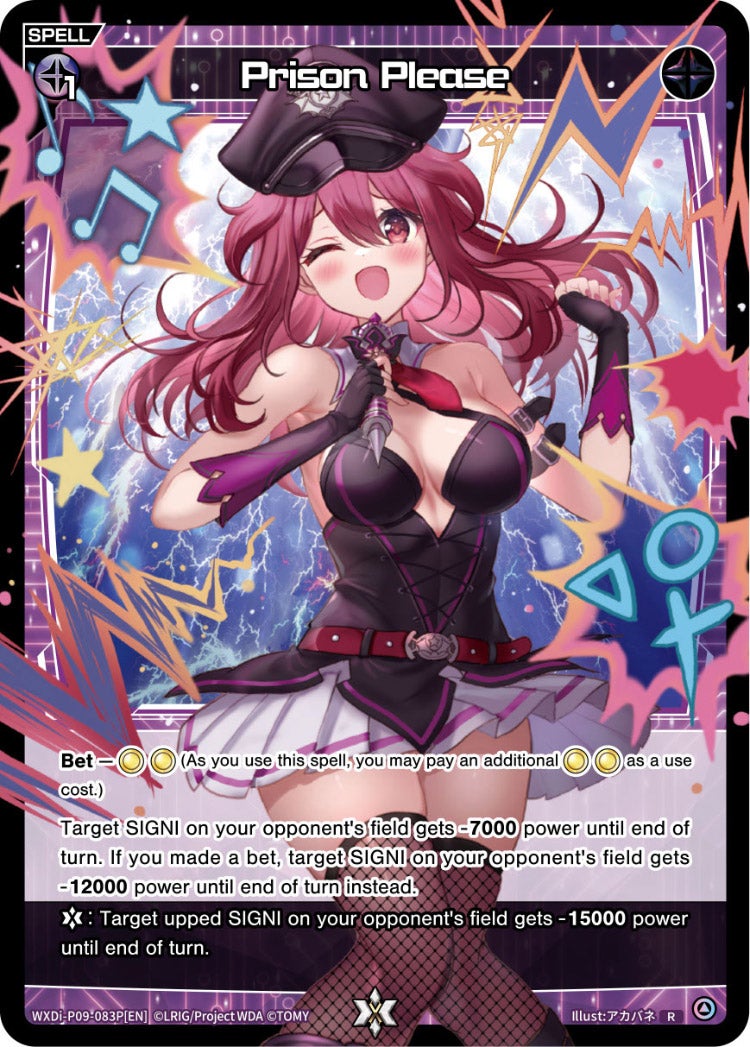 SPELL
1
Prison Please
Bet — (As you use this spell, you may pay an additional as a use
cost.)
Target SIGNI on your opponent's field gets -7000 power until end of
turn. If you made a bet, target SIGNI on your opponent's field gets
-12000 power until end of turn instead.
: Target upped SIGNI on your opponent's field gets -15000 power
until end of turn.
WXDi-P09-083P[EN] ©LRIG/Project WDA ©TOMY
Illust:アカバネ R